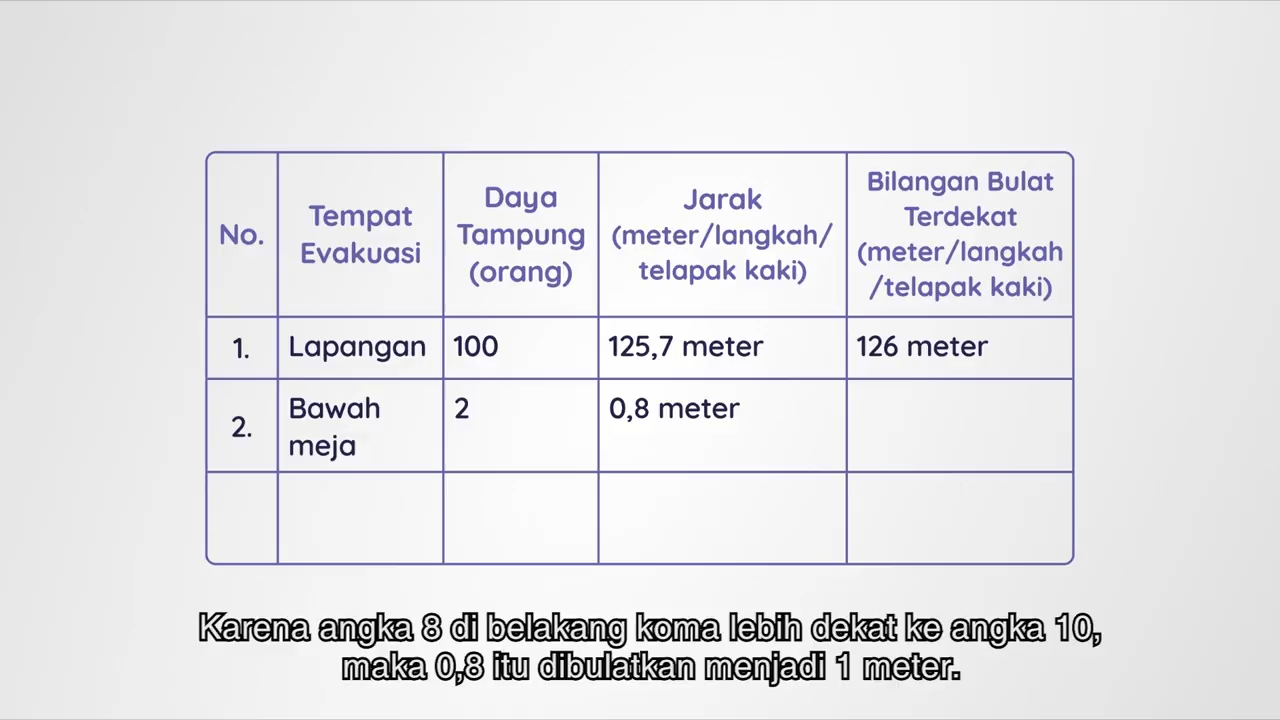 No.
Tempat
Evakuasi
Daya
Tampung
(orang)
Jarak
(meter/langkah/
telapak kaki)
Bilangan Bulat
Terdekat
(meter/langkah
/telapak kaki)
1.
Lapangan
100
125,7 meter
126 meter
2.
Bawah
meja
2
0,8 meter
Karena angka 8 di belakang koma lebih dekat ke angka 10,
maka 0,8 itu dibulatkan menjadi 1 meter.